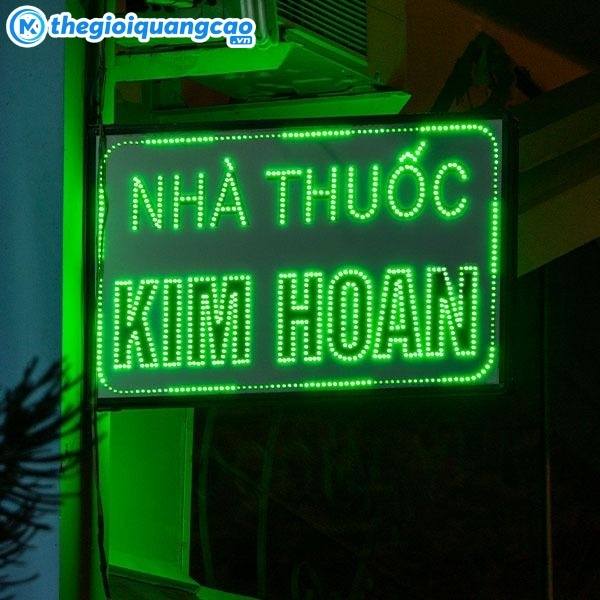 thegioiquangcao
.vn
NHÀ THUỐC
KIM HOAN